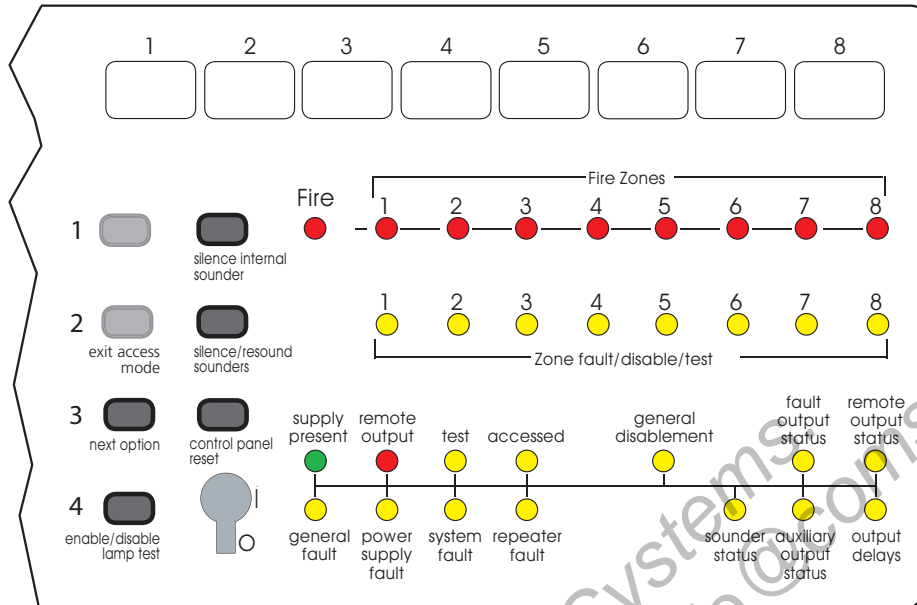 1 2 3 4 5 6 7 8
Fire Zones
Fire
1 2 3 4 5 6 7 8
1
silence internal
sounder
1 2 3 4 5 6 7 8
2
exit access
mode
silence/resound
sounders
Zone fault/disable/test
3
next option
control panel
reset
supply
present
remote
output
test
accessed
general
disablement
fault
output
status
remote
output
status
4
enable/disable
lamp test
I
O
general
fault
power
supply
fault
system
fault
repeater
fault
sounder
status
auxiliary
output
status
output
delays
Systems